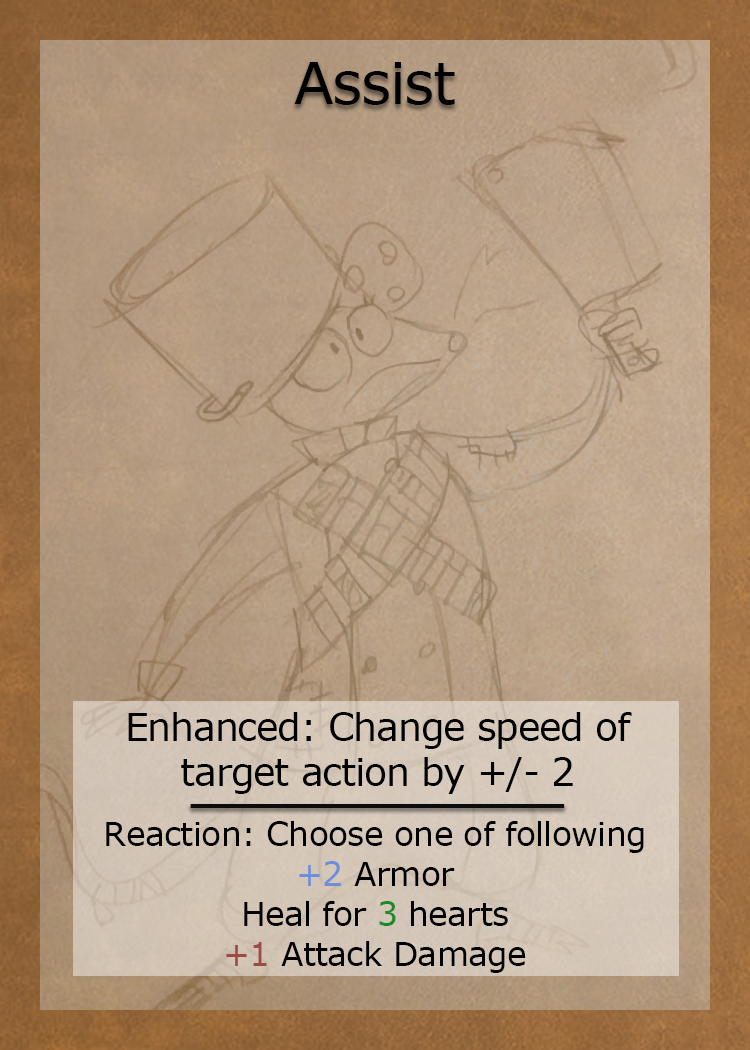 Assist
Enhanced: Change speed of
target action by +/- 2
Reaction: Choose one of following
+2 Armor
Heal for 3 hearts
+1 Attack Damage